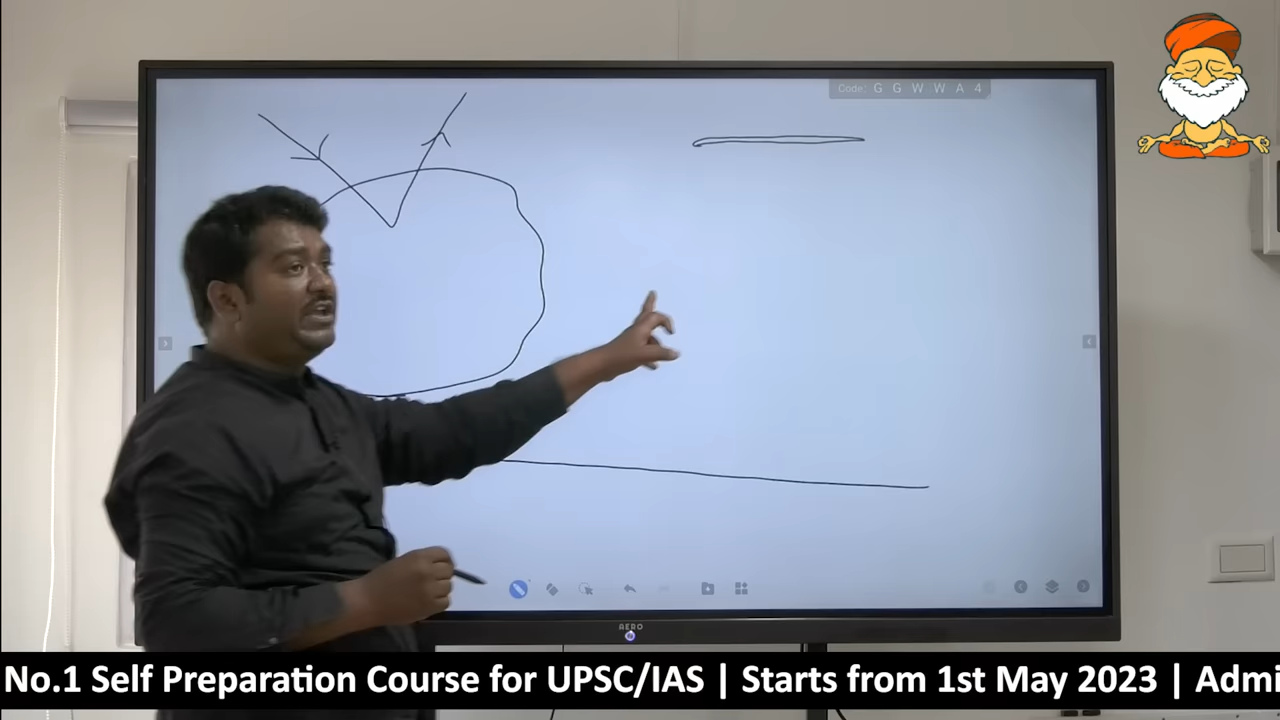 Code: G G W W A 4
AERO
No.1 Self Preparation Course for UPSC/IAS | Starts from 1st May 2023 | Admi